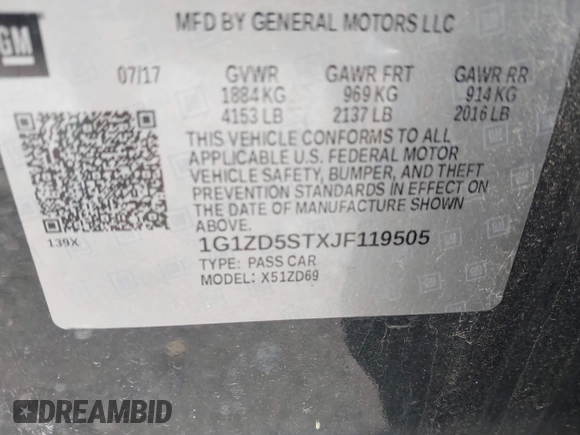 GM
MFD BY GENERAL MOTORS LLC
07/17 GVWR GAWR FRT GAWR RR
1884 KG 969 KG 914 KG
4153 LB 2137 LB 2016 LB
THIS VEHICLE CONFORMS TO ALL
APPLICABLE U.S. FEDERAL MOTOR
VEHICLE SAFETY, BUMPER, AND THEFT
PREVENTION STANDARDS IN EFFECT ON
THE DATE OF MANUFACTURE SHOWN
ABOVE.
139X
1G1ZD5STXJF119505
TYPE: PASS CAR
MODEL: X51ZD69
DREAMBID